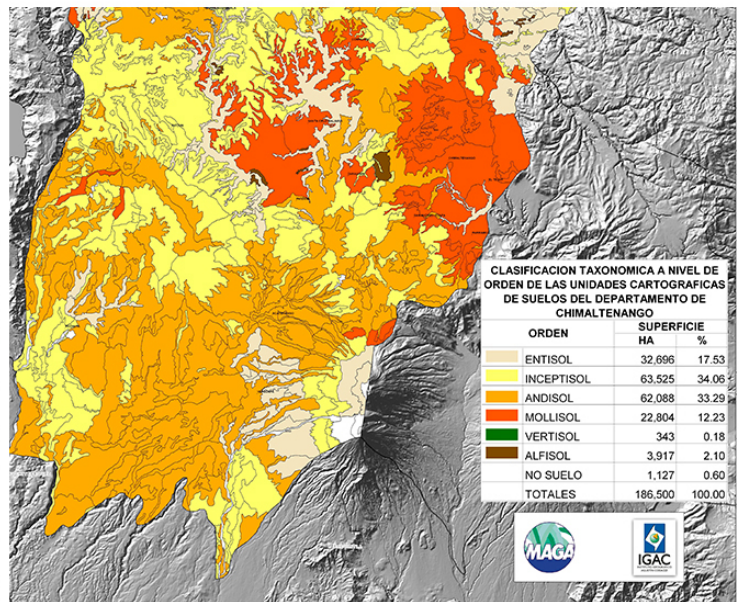 CLASIFICACION TAXONOMICA A NIVEL DE
ORDEN DE LAS UNIDADES CARTOGRAFICAS
DE SUELOS DEL DEPARTAMENTO DE
CHIMALTENANGO
ORDEN SUPERFICIE
HA %
ENTISOL 32,696 17.53
INCEPTISOL 63,525 34.06
ANDISOL 62,088 33.29
MOLLISOL 22,804 12.23
VERTISOL 343 0.18
ALFISOL 3,917 2.10
NO SUELO 1,127 0.60
TOTALES 186,500 100.00
MAGA
IGAC